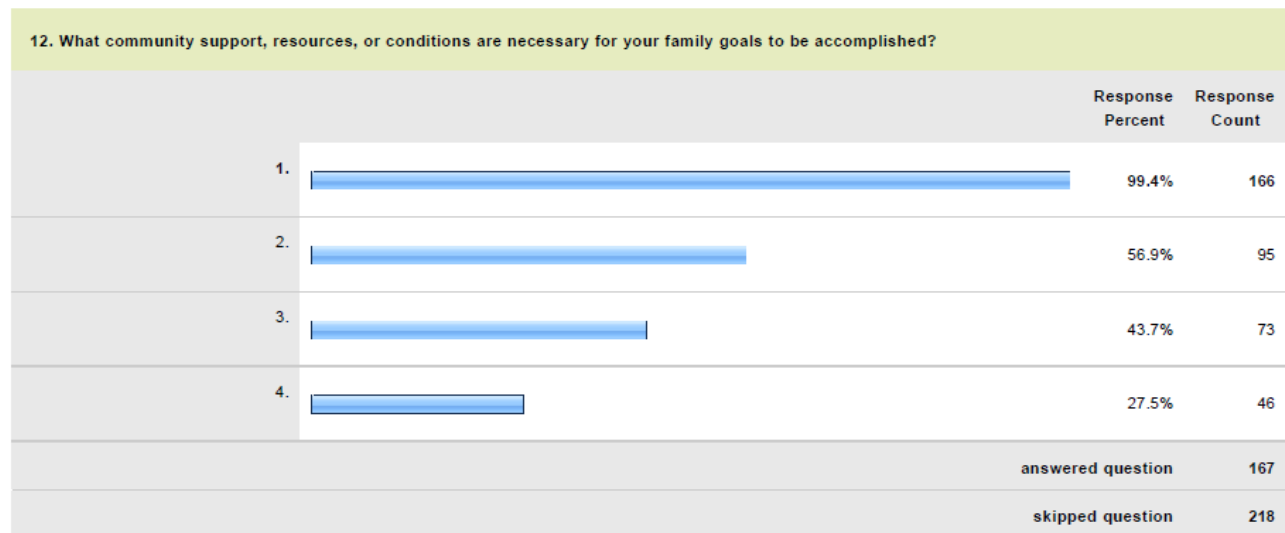 12. What community support, resources, or conditions are necessary for your family goals to be accomplished?
Response Percent Response Count
1. 99.4% 166
2. 56.9% 95
3. 43.7% 73
4. 27.5% 46
answered question 167
skipped question 218